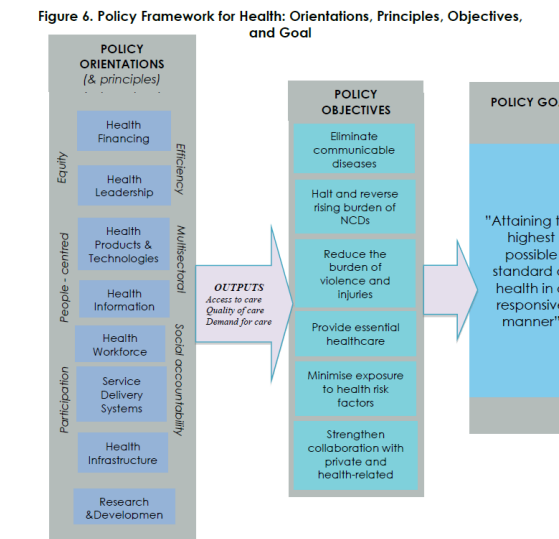 Figure 6. Policy Framework for Health: Orientations, Principles, Objectives,
and Goal
POLICY
ORIENTATIONS
(& principles)
Equity
People - centred
Participation
Health
Financing
Health
Leadership
Health
Products &
Technologies
Health
Information
Health
Workforce
Service
Delivery
Systems
Health
Infrastructure
Research
&Developmen
Efficiency
Multisectoral
Social accountability
OUTPUTS
Access to care
Quality of care
Demand for care
POLICY
OBJECTIVES
Eliminate
communicable
diseases
Halt and reverse
rising burden of
NCDs
Reduce the
burden of
violence and
injuries
Provide essential
healthcare
Minimise exposure
to health risk
factors
Strengthen
collaboration with
private and
health-related
POLICY GO
"Attaining t
highest
possible
standard
health in
responsiv
manner"